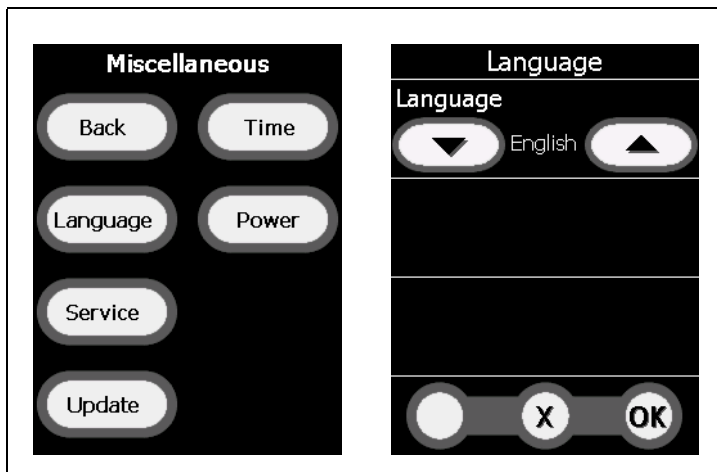 Miscellaneous
Back
Time
Language
Power
Service
Update
Language
Language
English
X
OK